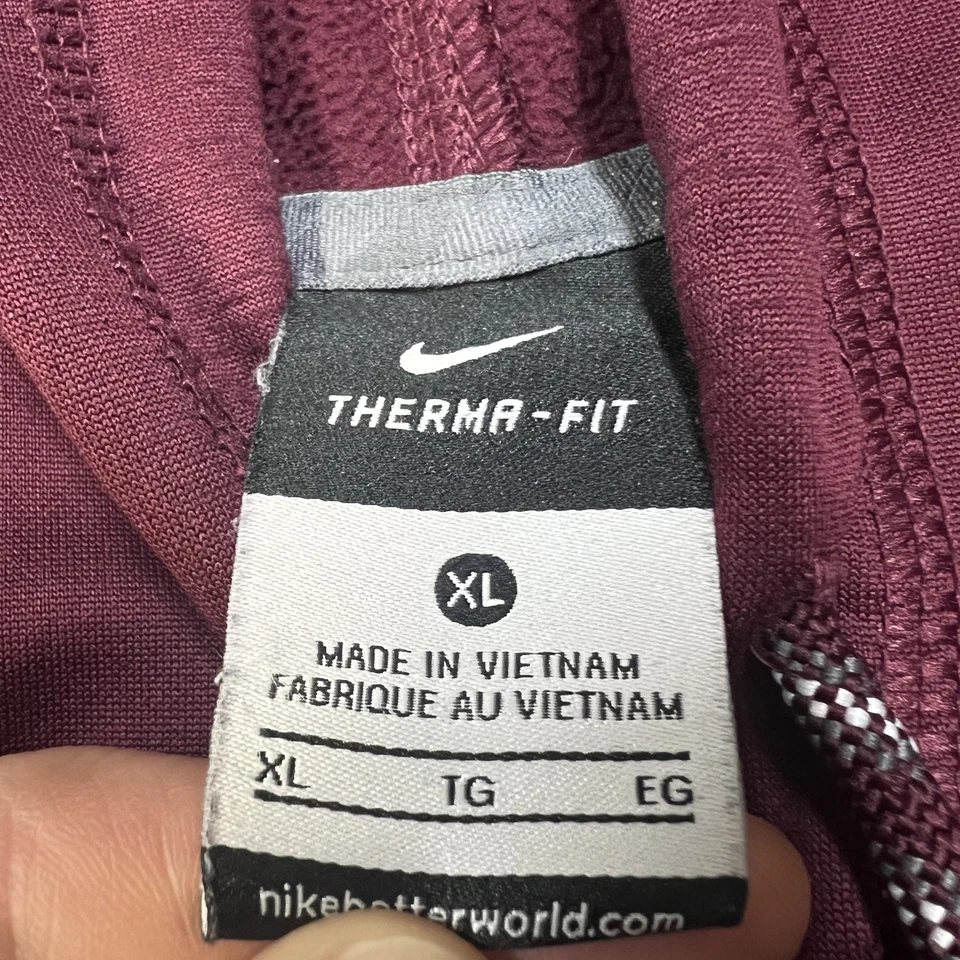 THERMA-FIT
XL
MADE IN VIETNAM
FABRIQUE AU VIETNAM
XL TG EG
nikebetterworld.com